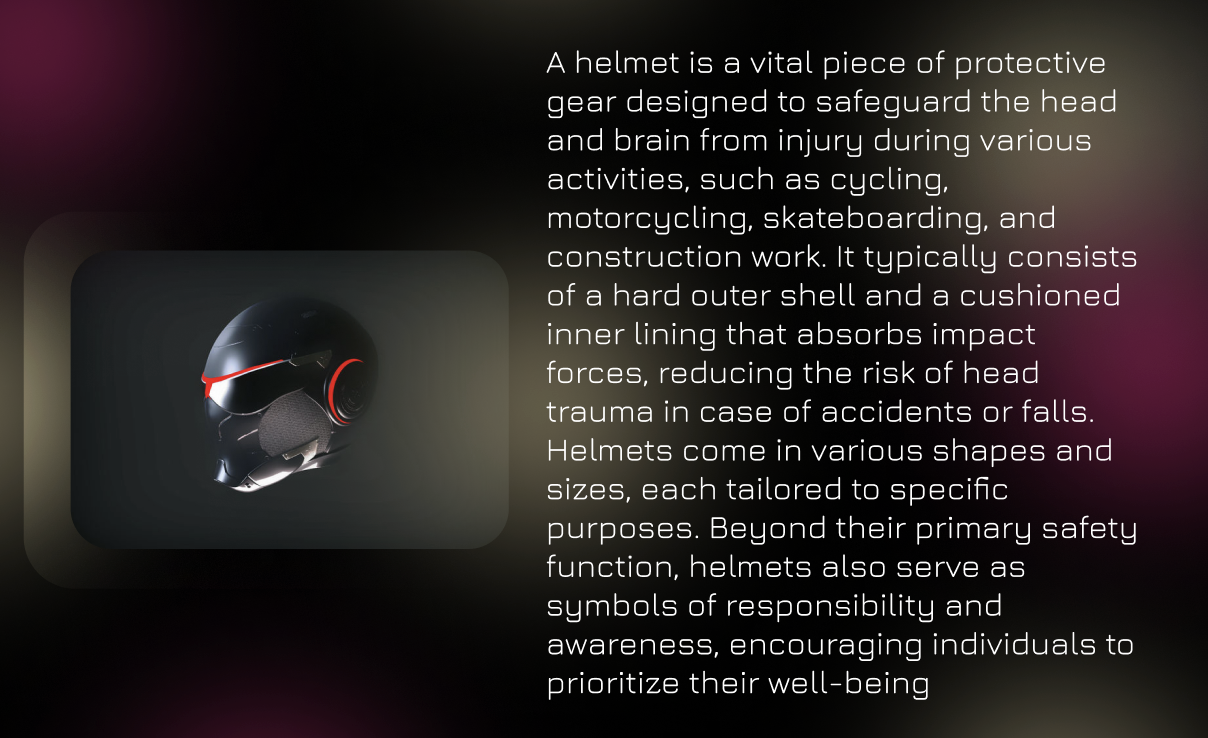 A helmet is a vital piece of protective
gear designed to safeguard the head
and brain from injury during various
activities, such as cycling,
motorcycling, skateboarding, and
construction work. It typically consists
of a hard outer shell and a cushioned
inner lining that absorbs impact
forces, reducing the risk of head
trauma in case of accidents or falls.
Helmets come in various shapes and
sizes, each tailored to specific
purposes. Beyond their primary safety
function, helmets also serve as
symbols of responsibility and
awareness, encouraging individuals to
prioritize their well-being